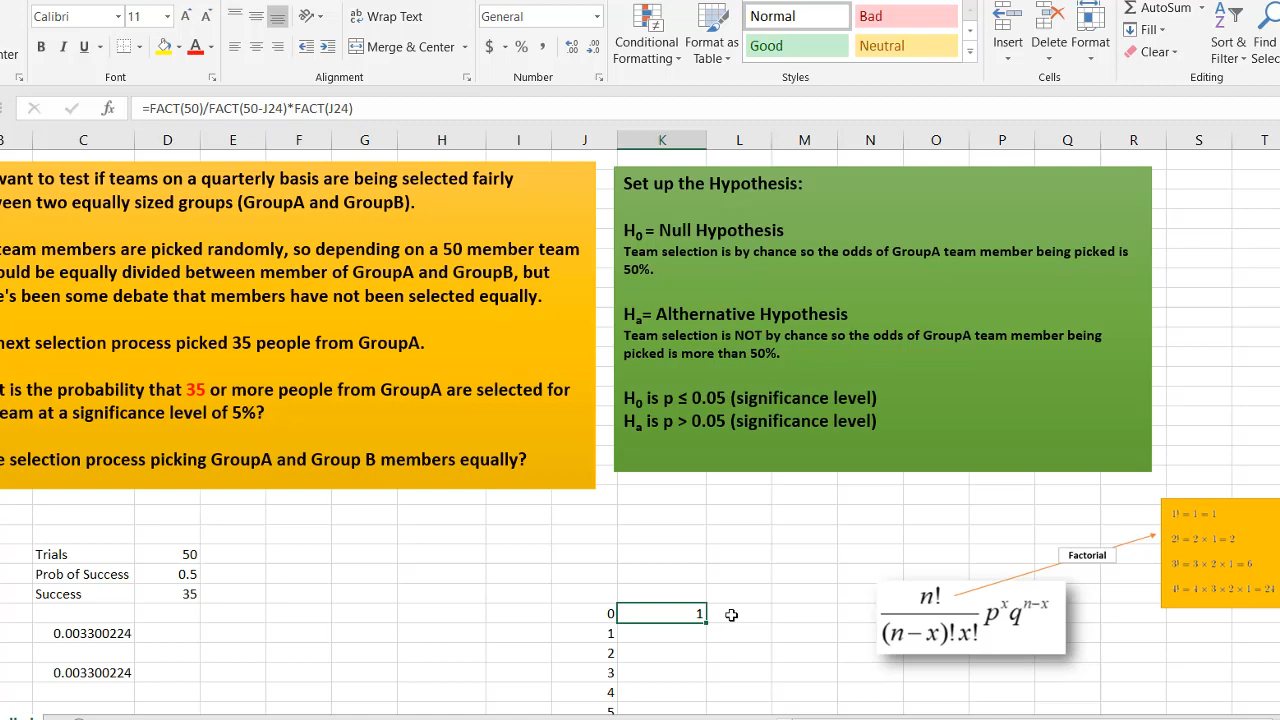 Calibri 11 A A Wrap Text General Normal Bad AutoSum
B I U A Merge & Center $ % , Conditional Formatting Format as Table Good Neutral Insert Delete Format Fill Clear Sort & Filter Find Select
Font Alignment Number Styles Cells Editing
fx =FACT(50)/FACT(50-J24)*FACT(J24)
B C D E F G H I J K L M N O P Q R S T
want to test if teams on a quarterly basis are being selected fairly
ween two equally sized groups (GroupA and GroupB).
team members are picked randomly, so depending on a 50 member team
ould be equally divided between member of GroupA and GroupB, but
e's been some debate that members have not been selected equally.
next selection process picked 35 people from GroupA.
t is the probability that 35 or more people from GroupA are selected for
eam at a significance level of 5%?
e selection process picking GroupA and Group B members equally?
Set up the Hypothesis:
H₀ = Null Hypothesis
Team selection is by chance so the odds of GroupA team member being picked is
50%.
Hₐ= Althernative Hypothesis
Team selection is NOT by chance so the odds of GroupA team member being
picked is more than 50%.
H₀ is p ≤ 0.05 (significance level)
Hₐ is p > 0.05 (significance level)
Trials 50
Prob of Success 0.5
Success 35
0.003300224
0.003300224
0 1
1
2
3
4
5
Factorial
n!
(n−x)!x!
pˣqⁿ⁻ˣ
1! = 1 = 1
2! = 2 × 1 = 2
3! = 3 × 2 × 1 = 6
4! = 4 × 3 × 2 × 1 = 24